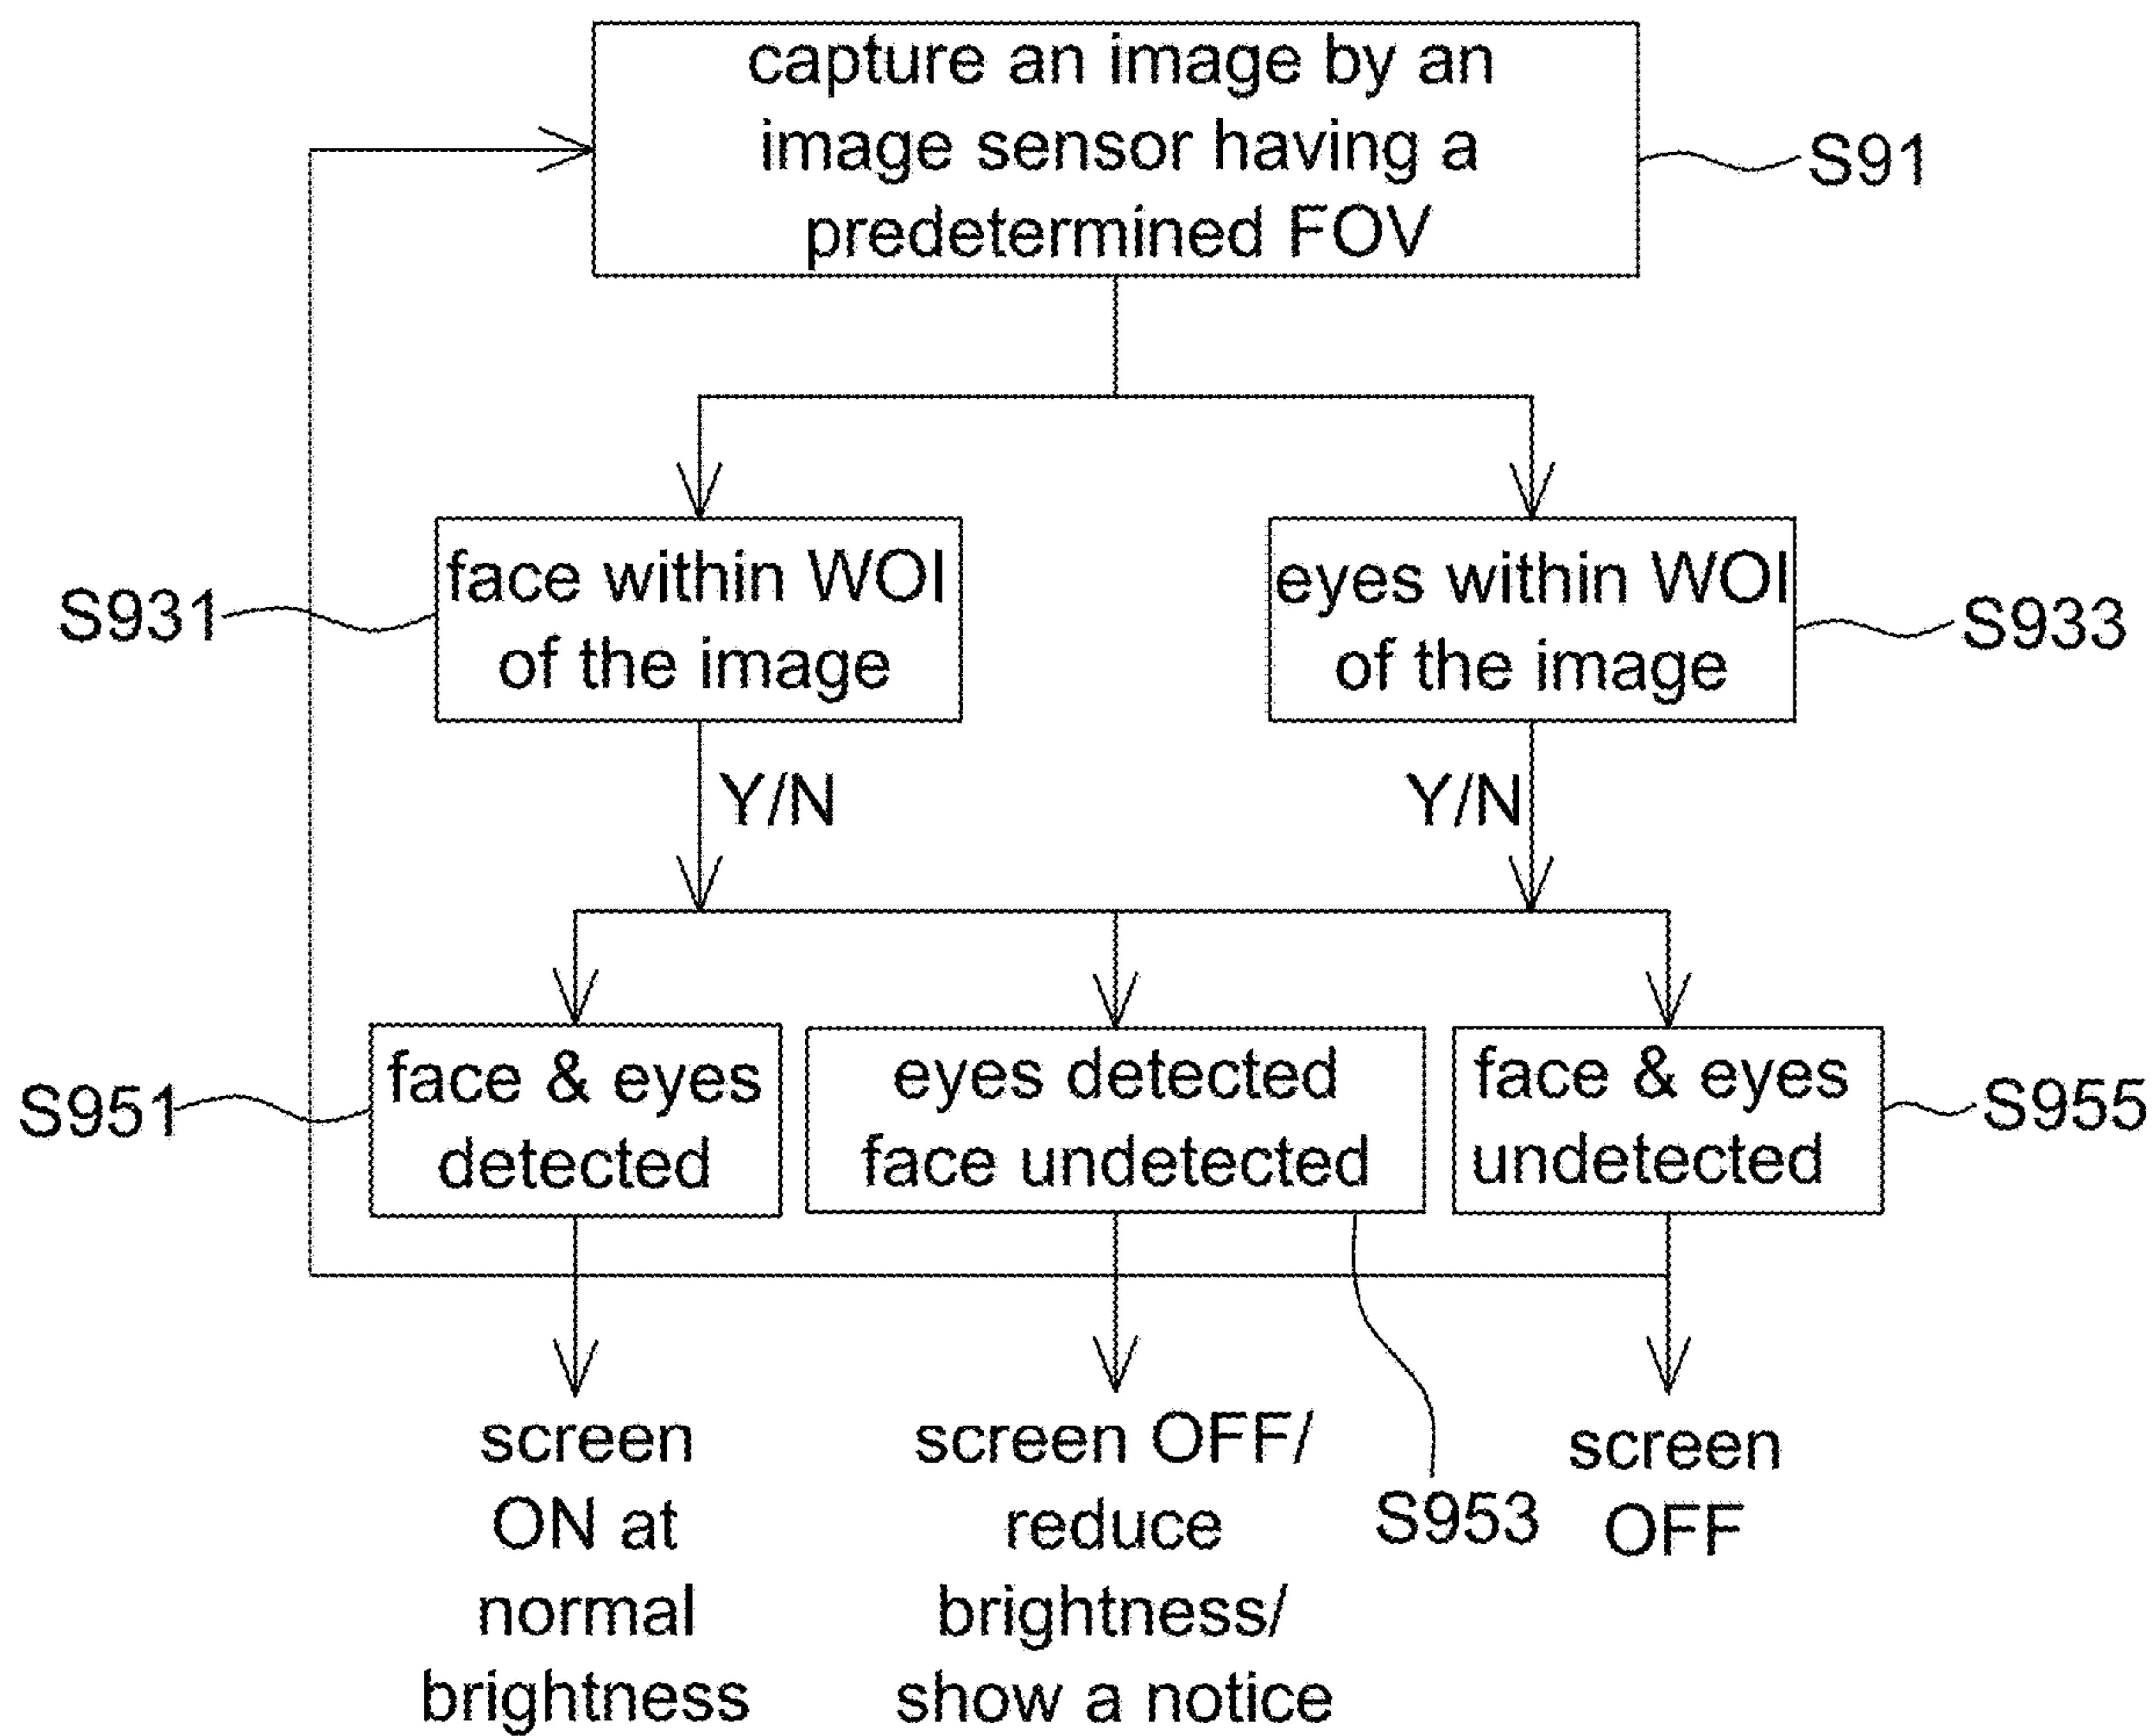 capture an image by an
image sensor having a
predetermined FOV
S91
face within WOI
of the image
S931
eyes within WOI
of the image
S933
Y/N
Y/N
face & eyes
detected
S951
eyes detected
face undetected
S953
face & eyes
undetected
S955
screen
ON at
normal
brightness
screen OFF/
reduce
brightness/
show a notice
screen
OFF